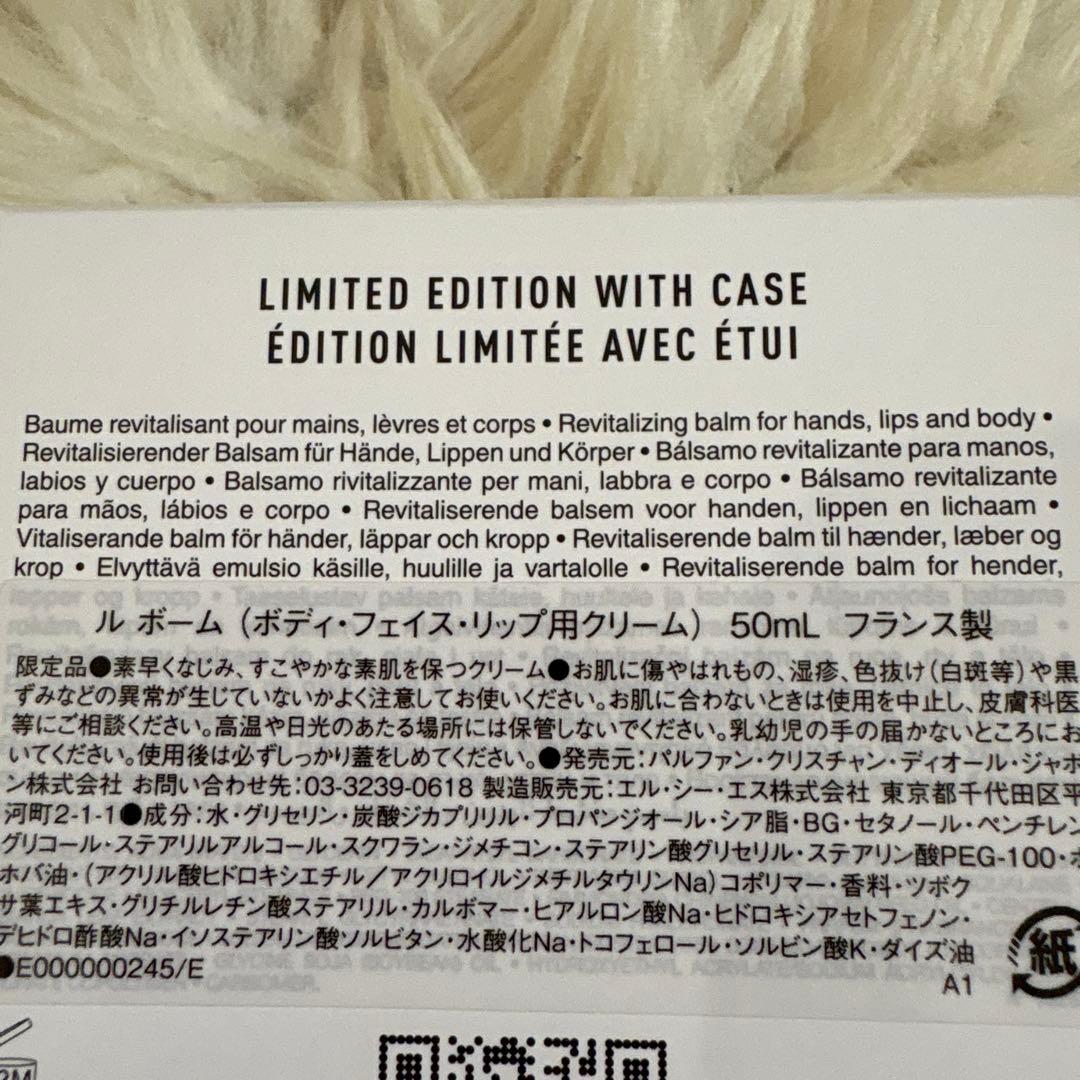 LIMITED EDITION WITH CASE
ÉDITION LIMITÉE AVEC ÉTUI
Baume revitalisant pour mains, lèvres et corps • Revitalizing balm for hands, lips and body •
Revitalisierender Balsam für Hände, Lippen und Körper • Bálsamo revitalizante para manos,
labios y cuerpo • Balsamo rivitalizzante per mani, labbra e corpo • Bálsamo revitalizante
para mãos, lábios e corpo • Revitaliserende balsem voor handen, lippen en lichaam •
Vitaliserande balm för händer, läppar och kropp • Revitaliserende balm til hænder, læber og
krop • Elvyttävä emulsio käsille, huulille ja vartalolle • Revitaliserende balm for hender,
ル ボーム（ボディ・フェイス・リップ用クリーム） 50mL フランス製
限定品●素早くなじみ、すこやかな素肌を保つクリーム●お肌に傷やはれもの、湿疹、色抜け(白斑等)や黒
ずみなどの異常が生じていないかよく注意してお使いください。お肌に合わないときは使用を中止し、皮膚科医
等にご相談ください。高温や日光のあたる場所には保管しないでください。乳幼児の手の届かないところにお
いてください。使用後は必ずしっかり蓋をしめてください。●発売元:パルファン・クリスチャン・ディオール・ジャポ
ン株式会社 お問い合わせ先:03-3239-0618 製造販売元:エル・シー・エス株式会社 東京都千代田区平
河町2-1-1●成分:水・グリセリン・炭酸ジカプリリル・プロパンジオール・シア脂・BG・セタノール・ペンチレン
グリコール・ステアリルアルコール・スクワラン・ジメチコン・ステアリン酸グリセリル・ステアリン酸PEG-100・ホ
ホバ油・(アクリル酸ヒドロキシエチル／アクリロイルジメチルタウリンNa)コポリマー・香料・ツボク
サ葉エキス・グリチルレチン酸ステアリル・カルボマー・ヒアルロン酸Na・ヒドロキシアセトフェノン・
デヒドロ酢酸Na・イソステアリン酸ソルビタン・水酸化Na・トコフェロール・ソルビン酸K・ダイズ油
●E000000245/E
A1
紙